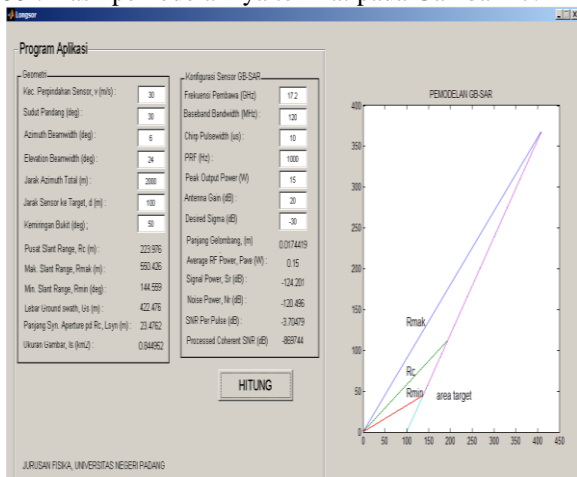 Longsor
Program Aplikasi
Geometri
Kec. Perpindahan Sensor, v (m/s) : 30
Sudut Pandang (deg) : 30
Azimuth Beamwidth (deg) : 6
Elevation Beamwidth (deg) : 24
Jarak Azimuth Total (m) : 2000
Jarak Sensor ke Target, d (m) : 100
Kemiringan Bukit (deg) ; 50
Pusat Slant Range, Rc (m) : 223.976
Mak. Slant Range, Rmak (m) : 550.426
Min. Slant Range, Rmin (deg) : 144.559
Lebar Ground swath, Gs (m) : 422.476
Panjang Syn. Aperture pd Rc, Lsyn (m) : 23.4762
Ukuran Gambar, Is (km2) : 0.844952
Konfigurasi Sensor GB-SAR
Frekuensi Pembawa (GHz) 17.2
Baseband Bandwidth (MHz) : 120
Chirp Pulsewidth (us) : 10
PRF (Hz) : 1000
Peak Output Power (W) 15
Antenna Gain (dB) : 20
Desired Sigma (dB) -30
Panjang Gelombang, (m) 0.0174419
Average RF Power, Pave (W) : 0.15
Signal Power, Sr (dB) : -124.201
Noise Power, Nr (dB) : -120.496
SNR Per Pulse (dB) : -3.70479
Processed Coherent SNR (dB) -869744
HITUNG
JURUSAN FISIKA, UNIVERSITAS NEGERI PADANG
PEMODELAN GB-SAR
400
350
300
250
200
150
100
50
0
Rmak
Rc
Rmin
area target
0 50 100 150 200 250 300 350 400 450